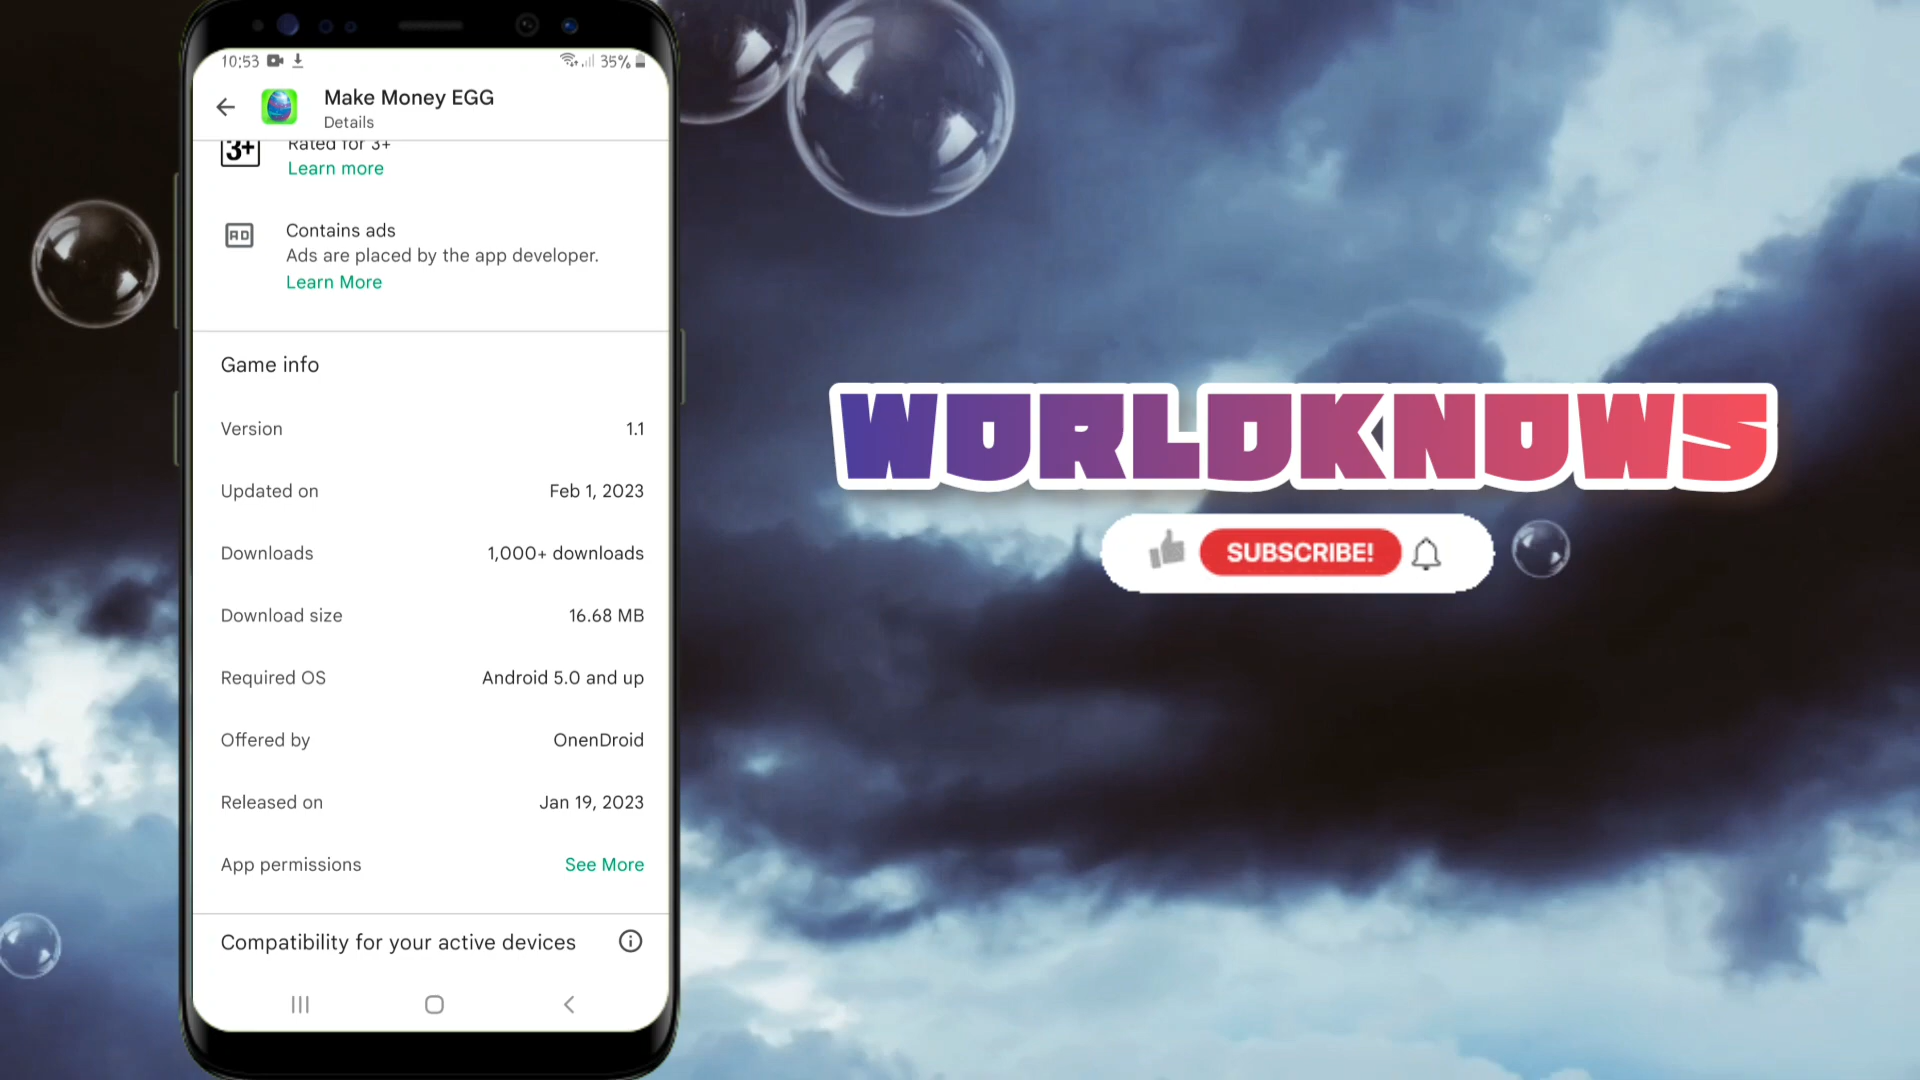 10:53
35%
Make Money EGG
Details
3+
Rated for 3+
Learn more
AD
Contains ads
Ads are placed by the app developer.
Learn More
Game info
Version 1.1
Updated on Feb 1, 2023
Downloads 1,000+ downloads
Download size 16.68 MB
Required OS Android 5.0 and up
Offered by OnenDroid
Released on Jan 19, 2023
App permissions See More
Compatibility for your active devices
WORLDKNOWS
SUBSCRIBE!